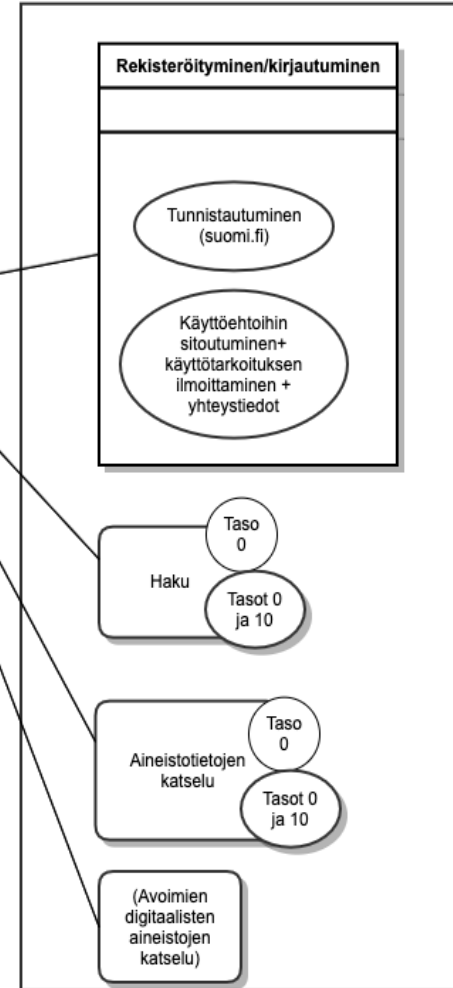 Rekisteröityminen/kirjautuminen
Tunnistautuminen
(suomi.fi)
Käyttöehtoihin
sitoutuminen+
käyttötarkoituksen
ilmoittaminen +
yhteystiedot
Taso
0
Haku
Tasot 0
ja 10
Taso
0
Aineistotietojen
katselu
Tasot 0
ja 10
(Avoimien
digitaalisten
aineistojen
katselu)